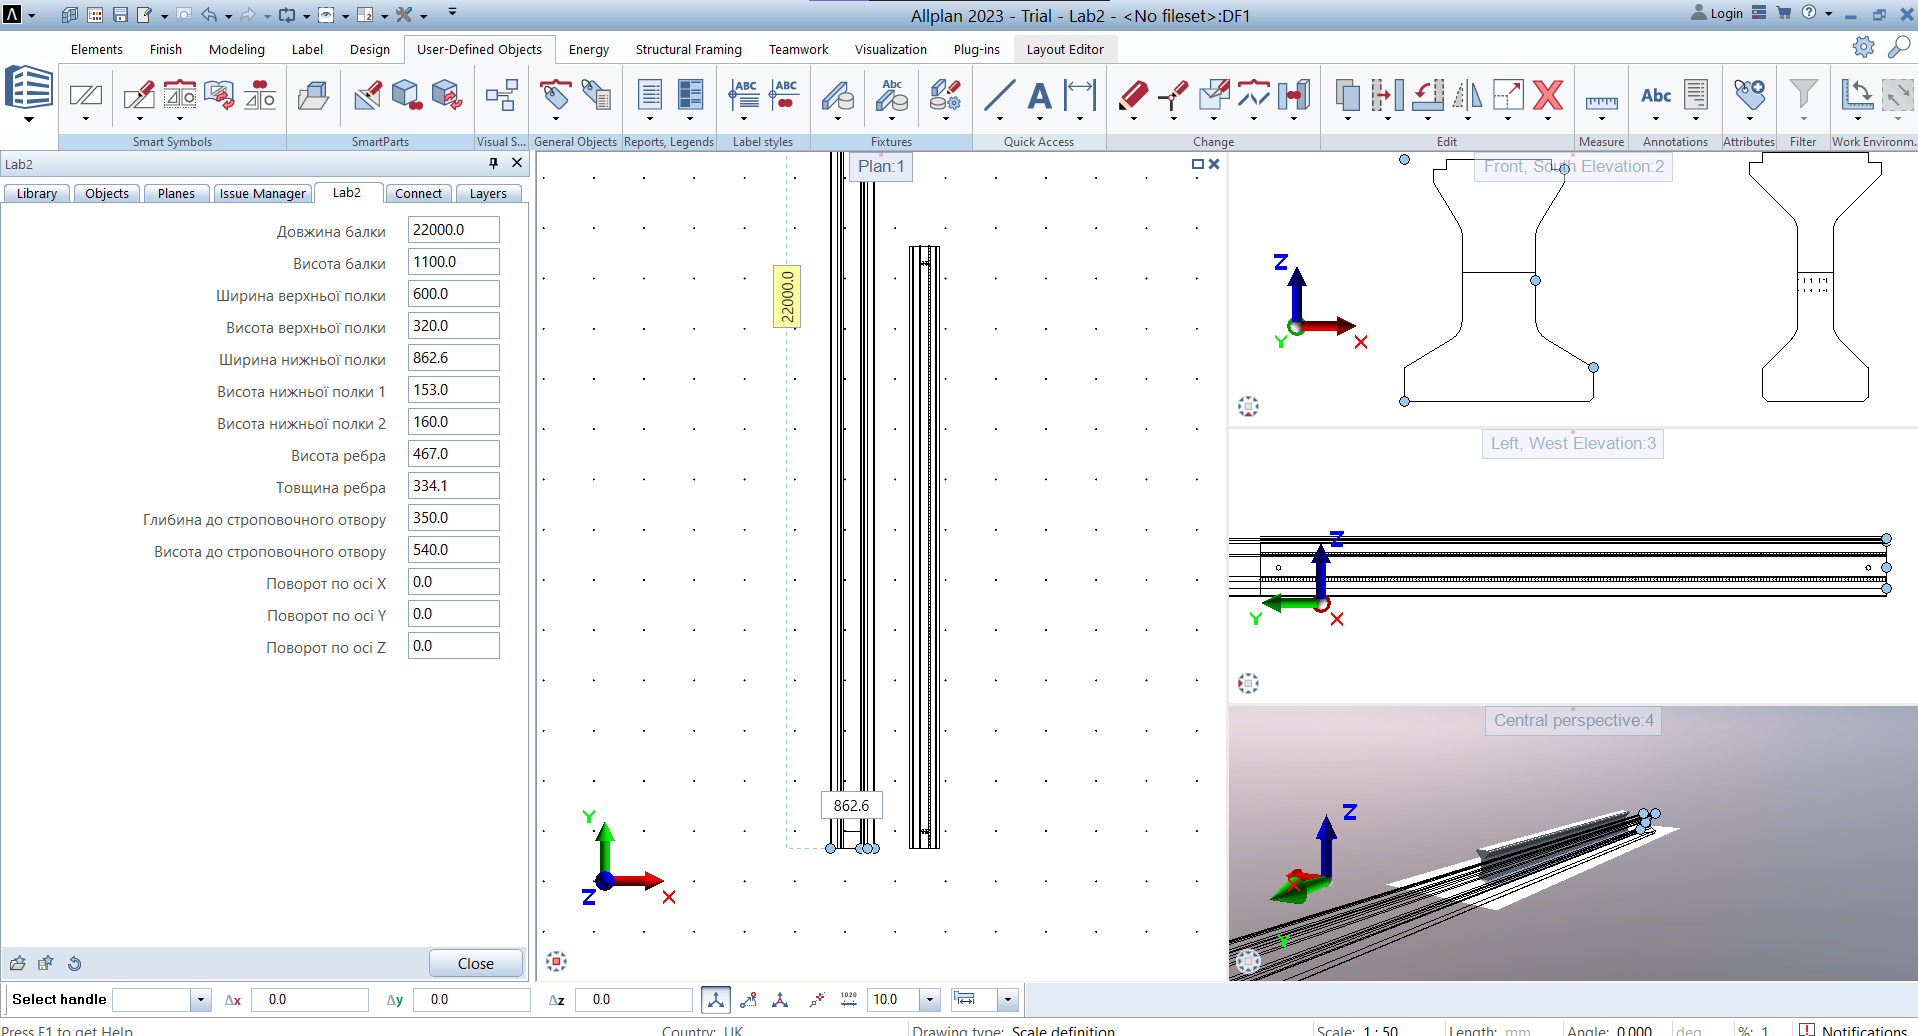 Allplan 2023 - Trial - Lab2 - <No fileset>:DF1
Login
Elements Finish Modeling Label Design User-Defined Objects Energy Structural Framing Teamwork Visualization Plug-ins Layout Editor
ABC ABC Abc A Abc
Smart Symbols SmartParts Visual S... General Objects Reports, Legends Label styles Fixtures Quick Access Change Edit Measure Annotations Attributes Filter Work Environm.
Lab2
Library Objects Planes Issue Manager Lab2 Connect Layers
Довжина балки 22000.0
Висота балки 1100.0
Ширина верхньої полки 600.0
Висота верхньої полки 320.0
Ширина нижньої полки 862.6
Висота нижньої полки 1 153.0
Висота нижньої полки 2 160.0
Висота ребра 467.0
Товщина ребра 334.1
Глибина до строповочного отвору 350.0
Висота до строповочного отвору 540.0
Поворот по осі X 0.0
Поворот по осі Y 0.0
Поворот по осі Z 0.0
Close
Plan:1
22000.0
862.6
Y
Z X
Front, South Elevation:2
Z
Y X
Left, West Elevation:3
Z
Y X
Central perspective:4
Z
X
Y
Select handle Δx 0.0 Δy 0.0 Δz 0.0 1020 10.0
Press F1 to get Help. Country: UK Drawing type: Scale definition Scale: 1 : 50 Length: mm Angle: 0.000 deg %: 1 Notifications